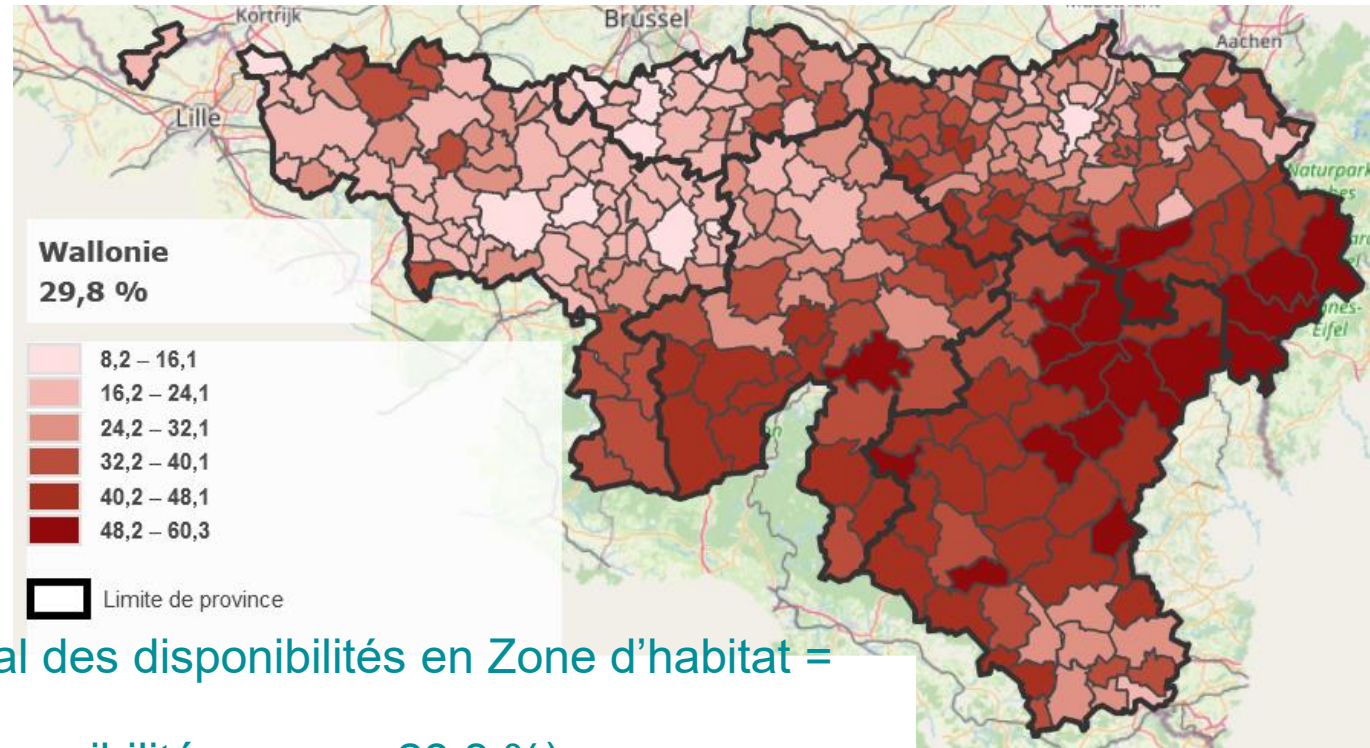 Kortrijk
Brussel
Aachen
Lille
Naturpark
Eifel
Wallonie
29,8 %
8,2 – 16,1
16,2 – 24,1
24,2 – 32,1
32,2 – 40,1
40,2 – 48,1
48,2 – 60,3
Limite de province
al des disponibilités en Zone d'habitat =